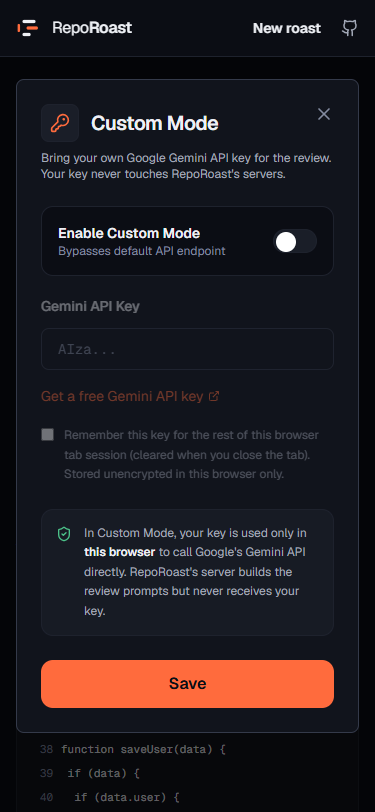 RepoRoast
New roast
Custom Mode
Bring your own Google Gemini API key for the review.
Your key never touches RepoRoast's servers.
Enable Custom Mode
Bypasses default API endpoint
Gemini API Key
AIza...
Get a free Gemini API key
Remember this key for the rest of this browser
tab session (cleared when you close the tab).
Stored unencrypted in this browser only.
In Custom Mode, your key is used only in
this browser to call Google's Gemini API
directly. RepoRoast's server builds the
review prompts but never receives your
key.
Save
38 function saveUser(data) {
39 if (data) {
40 if (data.user) {